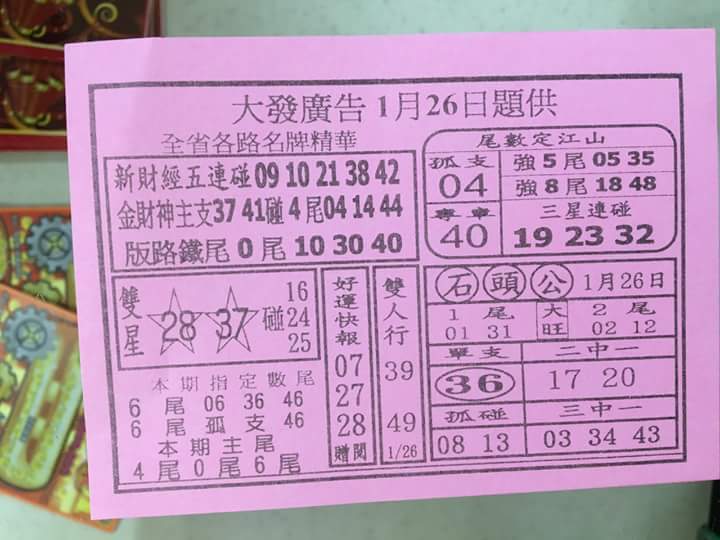 大發廣告 1月26日題供
全省各路名牌精華
新財經五連碰 09 10 21 38 42
金財神主支 37 41 碰 4 尾 04 14 44
版路鐵尾 0 尾 10 30 40
尾數定江山
孤支 強 5 尾 05 35
04 強 8 尾 18 48
專車 三星連碰
40 19 23 32
雙星 28 37 碰 16 24 25
本期指定數尾
6 尾 06 36 46
6 尾 孤 支 46
本期主尾
4 尾 0 尾 6 尾
好運快報
07
27
28
贈閱
雙人行
39
49
1/26
石頭公 1月26日
1 尾 大旺 2 尾
01 31 02 12
單支 二中一
36 17 20
孤碰 三中一
08 13 03 34 43